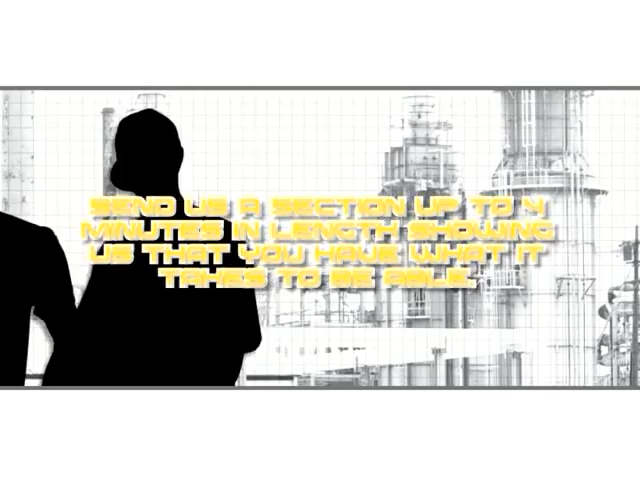 SEND US A SECTION UP TO 4
MINUTES IN LENGTH SHOWING
US THAT YOU HAVE WHAT IT
TAKES TO BE ABLE.